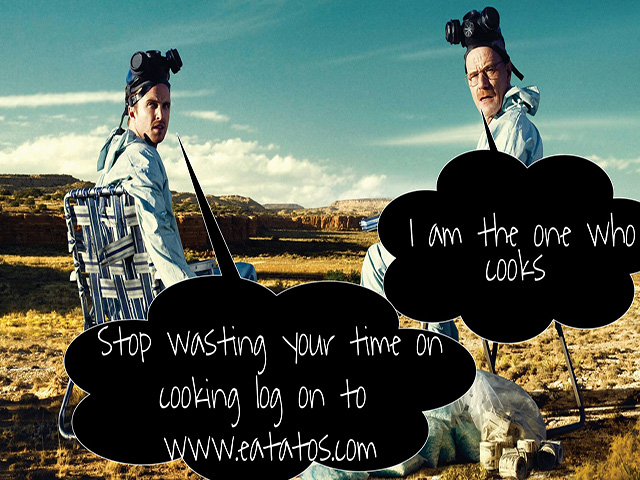 I am the one who
cooks
Stop wasting your time on
cooking log on to
www.eatatos.com